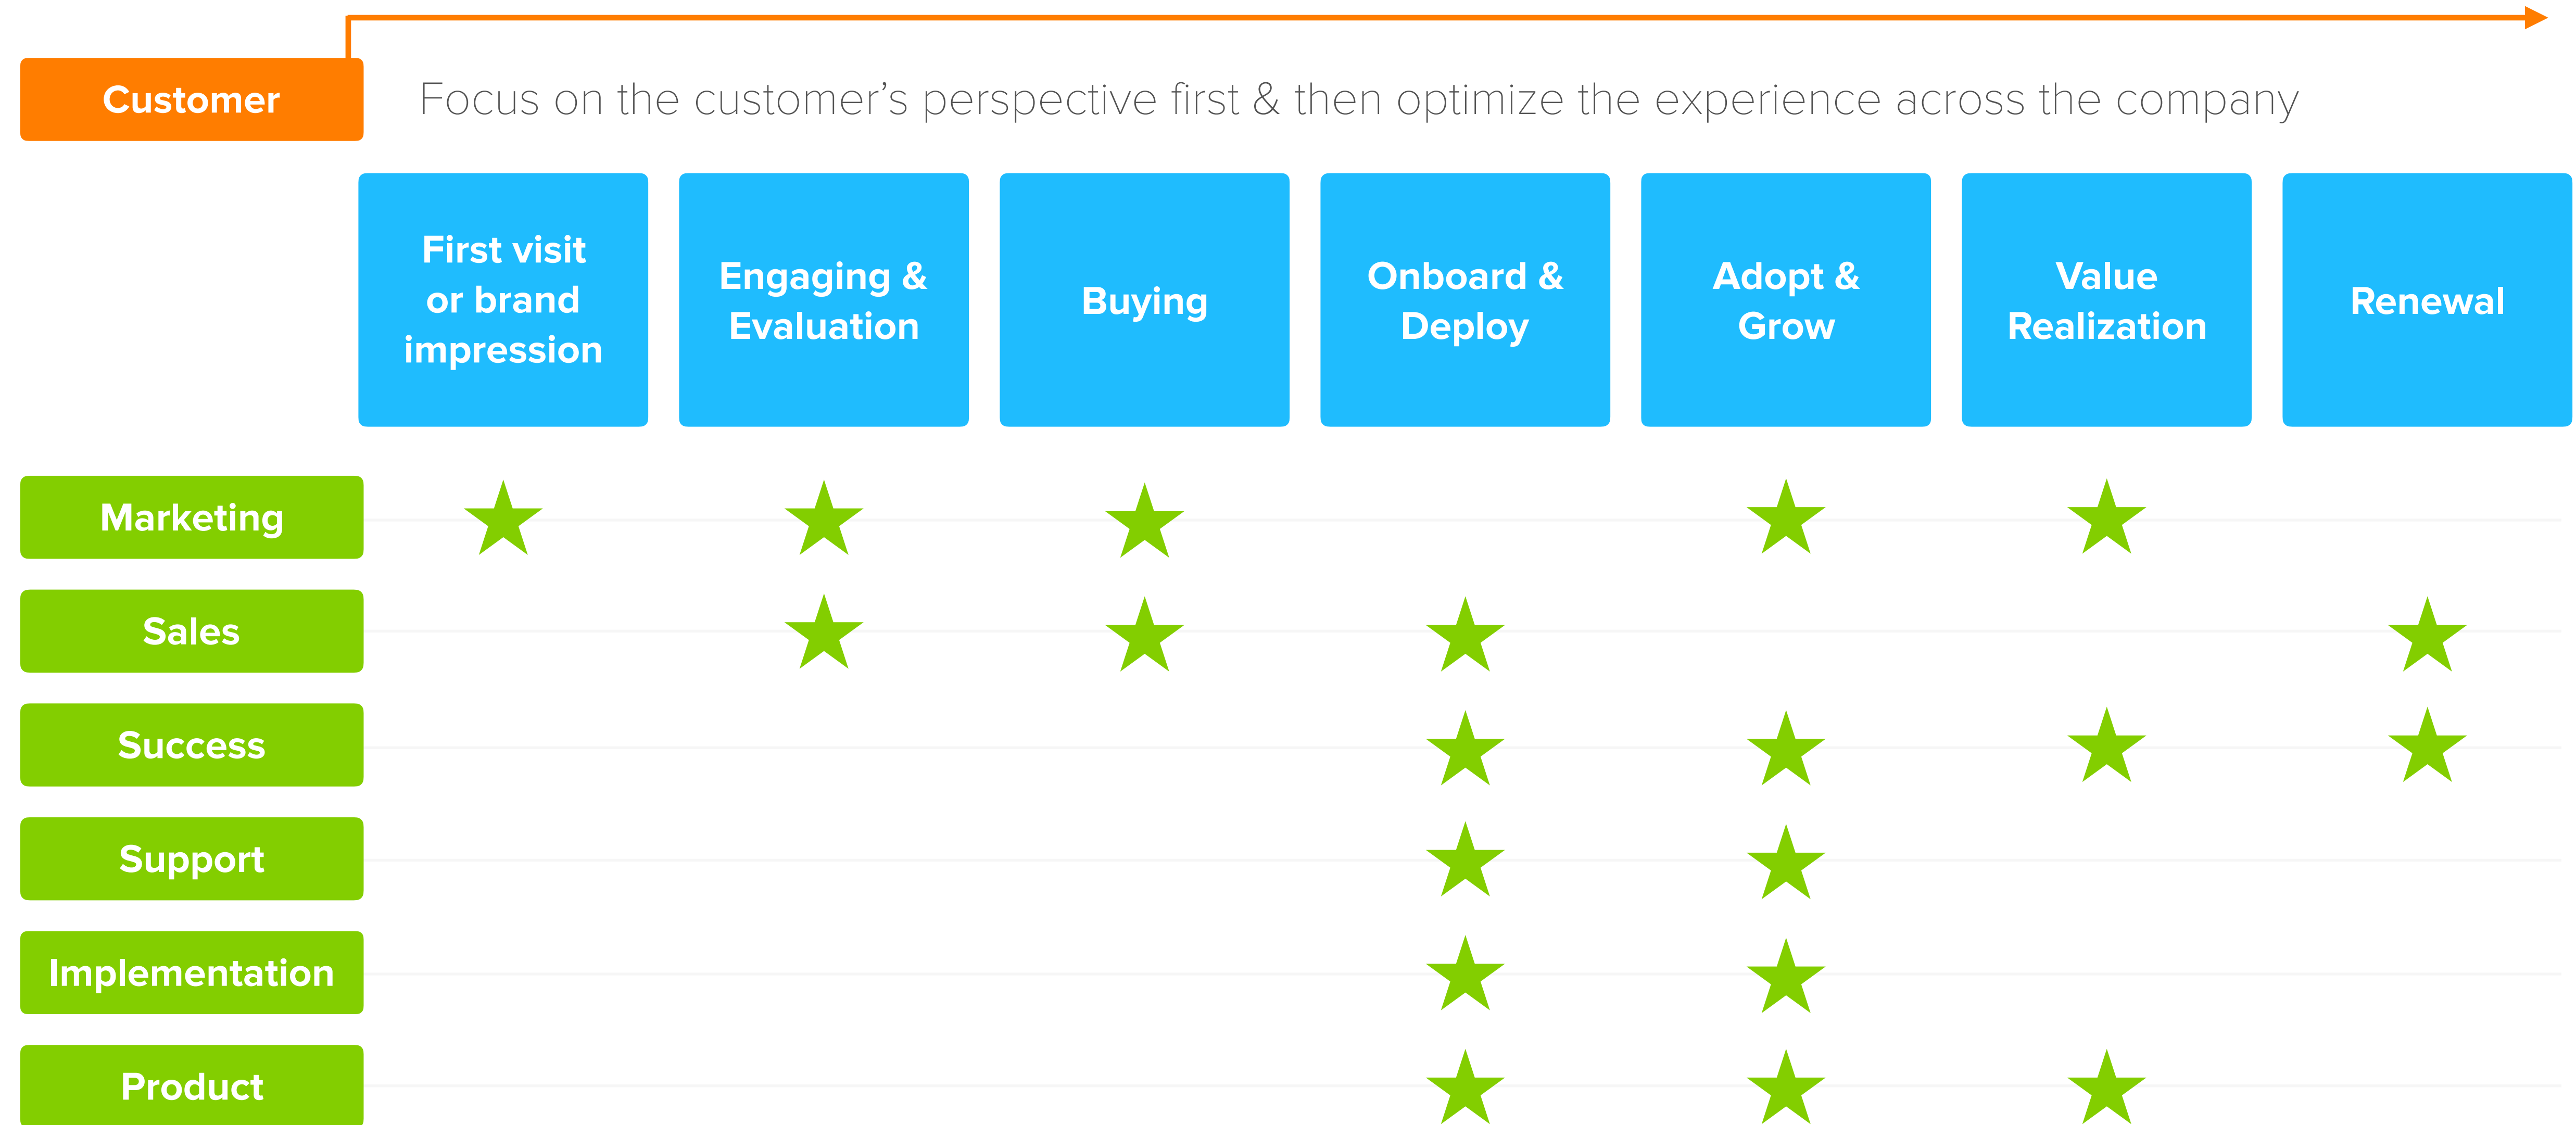 Customer
Focus on the customer’s perspective first & then optimize the experience across the company
First visit
or brand
impression
Engaging &
Evaluation
Buying
Onboard &
Deploy
Adopt &
Grow
Value
Realization
Renewal
Marketing
Sales
Success
Support
Implementation
Product